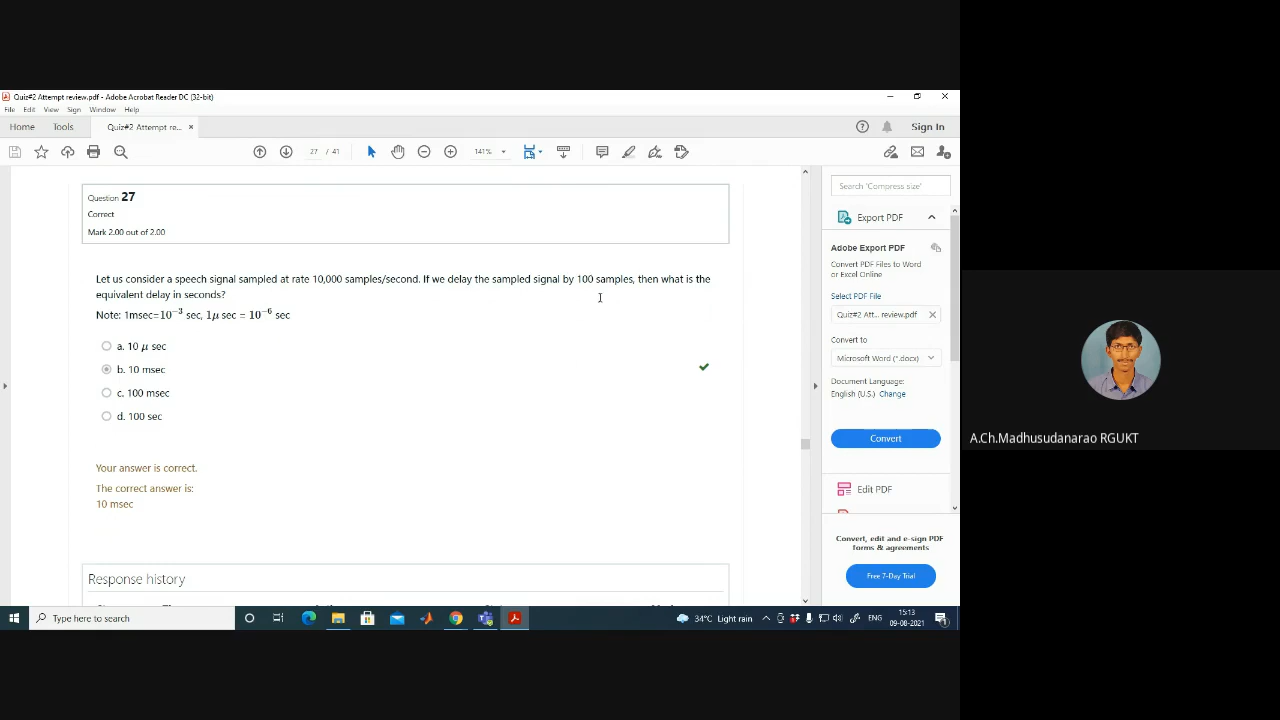 Quiz#2 Attempt review.pdf - Adobe Acrobat Reader DC (32-bit)
File Edit View Sign Window Help
Home Tools Quiz#2 Attempt re... × Sign In
27 / 41 141%
Question 27
Correct
Mark 2.00 out of 2.00
Let us consider a speech signal sampled at rate 10,000 samples/second. If we delay the sampled signal by 100 samples, then what is the
equivalent delay in seconds?
Note: 1msec=10⁻³ sec, 1μ sec = 10⁻⁶ sec
a. 10 μ sec
b. 10 msec
c. 100 msec
d. 100 sec
Your answer is correct.
The correct answer is:
10 msec
Response history
Search 'Compress size'
Export PDF
Adobe Export PDF
Convert PDF Files to Word
or Excel Online
Select PDF File
Quiz#2 Att... review.pdf
Convert to
Microsoft Word (*.docx)
Document Language:
English (U.S.) Change
Convert
Edit PDF
Convert, edit and e-sign PDF
forms & agreements
Free 7-Day Trial
A.Ch.Madhusudanarao RGUKT
Type here to search
34°C Light rain
ENG
15:13
09-08-2021